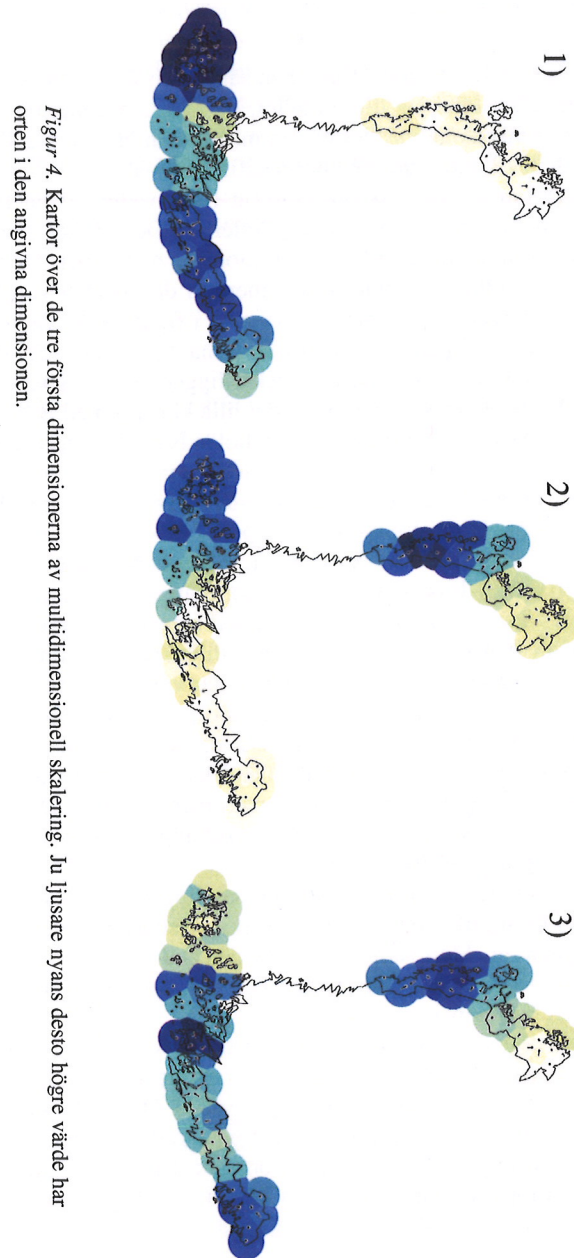 1)
2)
3)
Figur 4. Kartor över de tre första dimensionerna av multidimensionell skalering. Ju ljusare nyans desto högre värde har
orten i den angivna dimensionen.